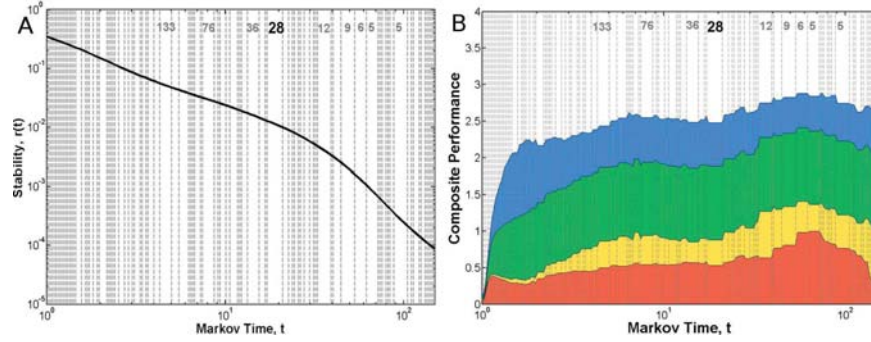 A
133 76 36 28 12 9 6 5 5
10^0
10^-1
10^-2
10^-3
10^-4
10^-5
Stability, r(t)
10^0 10^1 10^2
Markov Time, t
B
133 76 36 28 12 9 6 5 5
4
3.5
3
2.5
2
1.5
1
0.5
0
Composite Performance
10^0 10^1 10^2
Markov Time, t